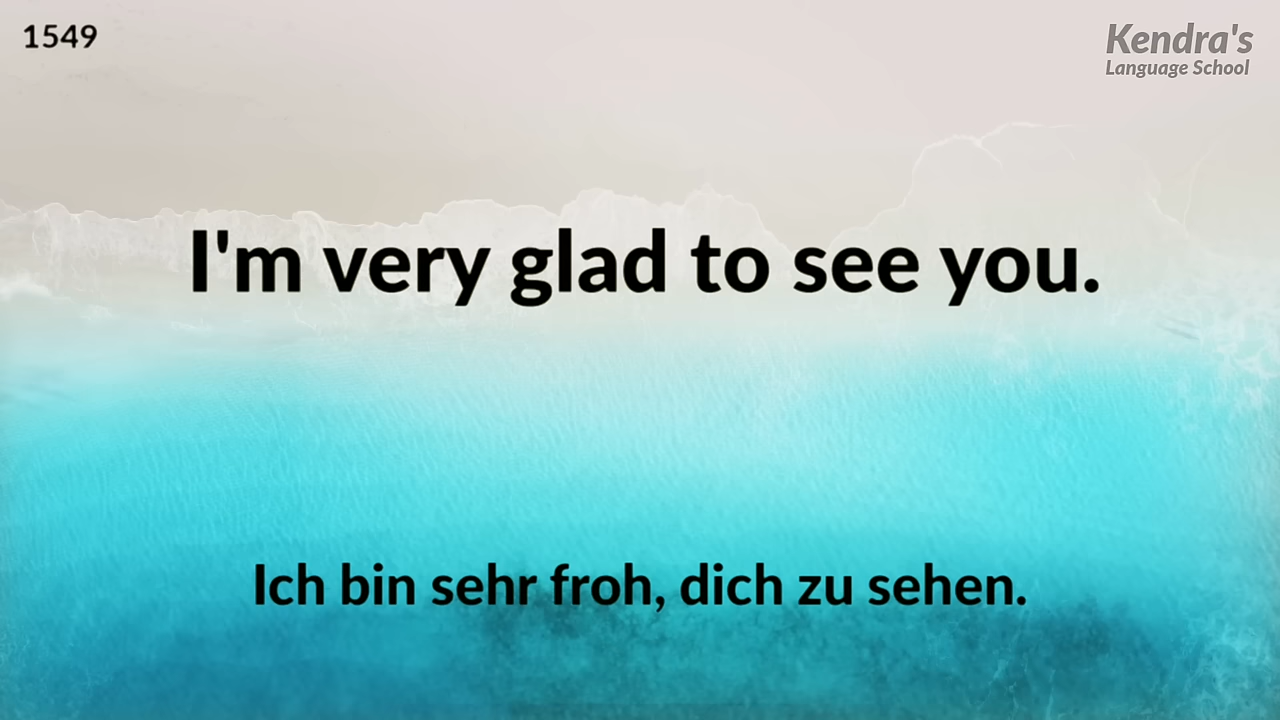 1549
Kendra's
Language School
I'm very glad to see you.
Ich bin sehr froh, dich zu sehen.